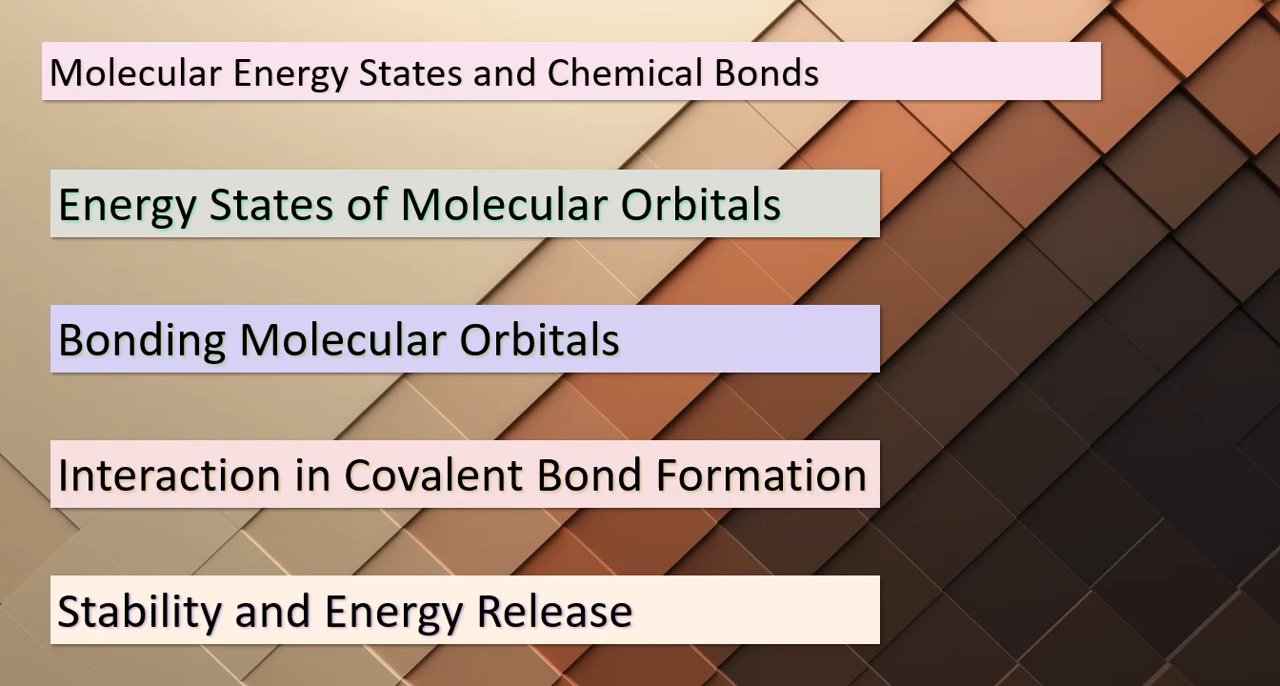 Molecular Energy States and Chemical Bonds
Energy States of Molecular Orbitals
Bonding Molecular Orbitals
Interaction in Covalent Bond Formation
Stability and Energy Release